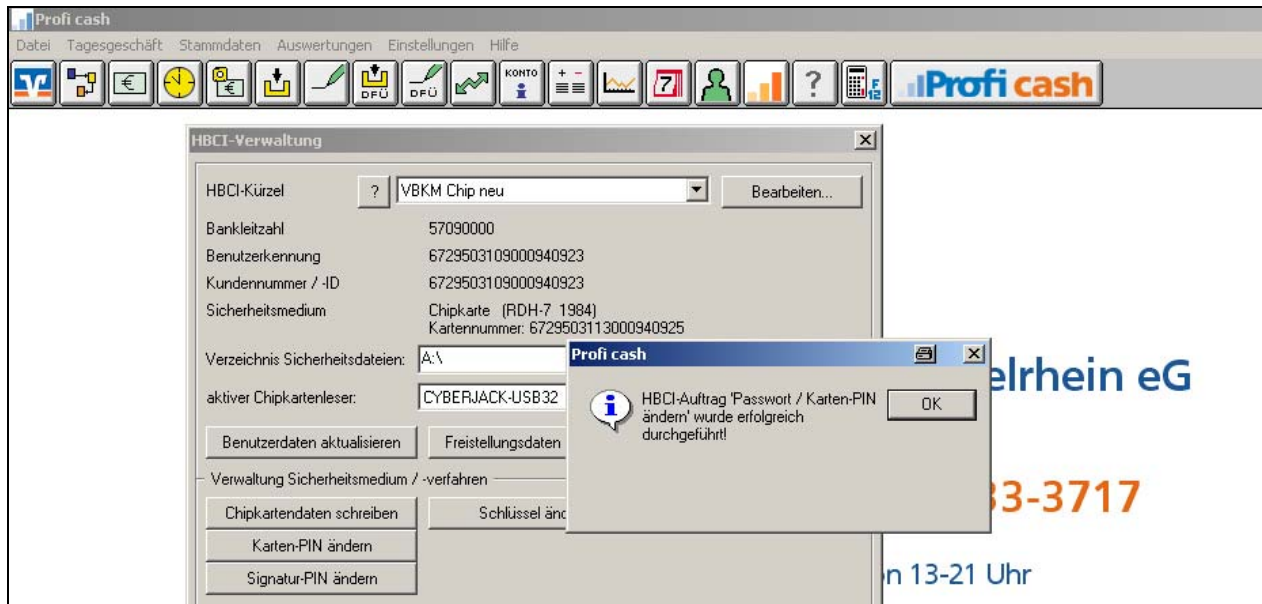 Profi cash
Datei Tagesgeschäft Stammdaten Auswertungen Einstellungen Hilfe
€ € DFÜ DFÜ KONTO i + - = = 7 ? F 12 Profi cash
HBCI-Verwaltung
HBCI-Kürzel ? VBKM Chip neu Bearbeiten...
Bankleitzahl 57090000
Benutzerkennung 6729503109000940923
Kundennummer / -ID 6729503109000940923
Sicherheitsmedium Chipkarte (RDH-7 1984)
Kartennummer: 6729503113000940925
Verzeichnis Sicherheitsdateien: A:\
aktiver Chipkartenleser: CYBERJACK-USB32
Benutzerdaten aktualisieren Freistellungsdaten
Verwaltung Sicherheitsmedium / -verfahren
Chipkartendaten schreiben Schlüssel änd
Karten-PIN ändern
Signatur-PIN ändern
Profi cash
HBCI-Auftrag 'Passwort / Karten-PIN
ändern' wurde erfolgreich
durchgeführt!
OK
elrhein eG
33-3717
n 13-21 Uhr